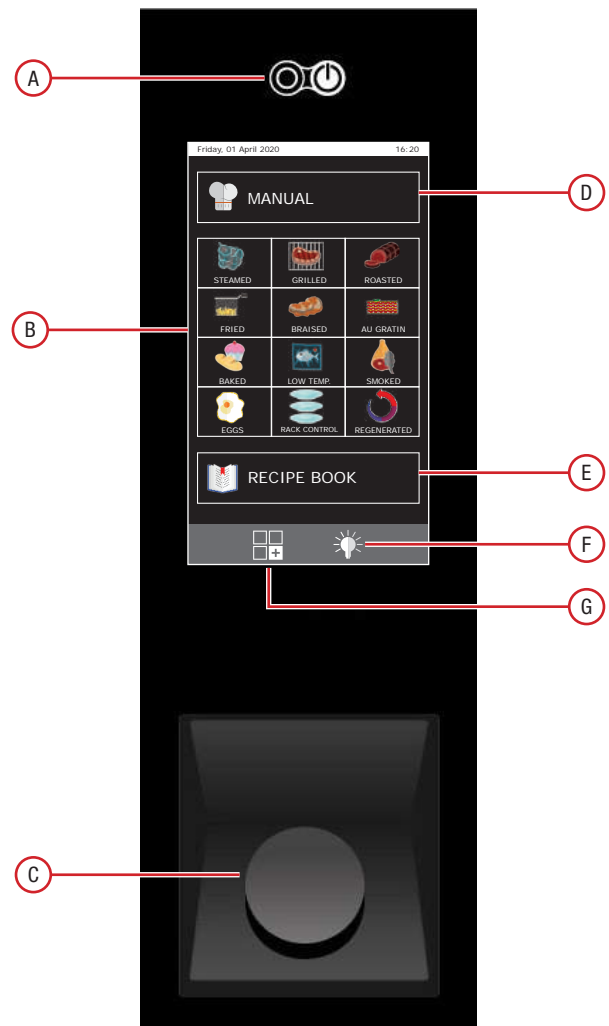 A
Friday, 01 April 2020 16:20
MANUAL
D
STEAMED GRILLED ROASTED
B
FRIED BRAISED AU GRATIN
BAKED LOW TEMP. SMOKED
EGGS RACK CONTROL REGENERATED
RECIPE BOOK
E
F
G
C